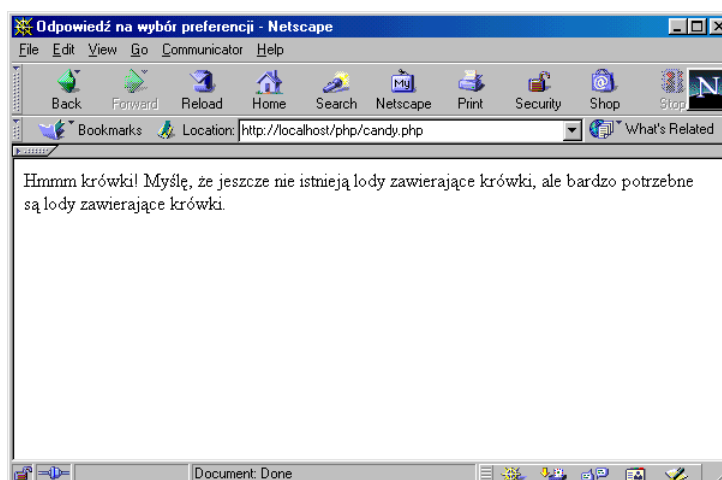 Odpowiedź na wybór preferencji - Netscape
File Edit View Go Communicator Help
Back Forward Reload Home Search Netscape Print Security Shop Stop
Bookmarks Location: http://localhost/php/candy.php What's Related
Hmmm krówki! Myślę, że jeszcze nie istnieją lody zawierające krówki, ale bardzo potrzebne
są lody zawierające krówki.
Document: Done